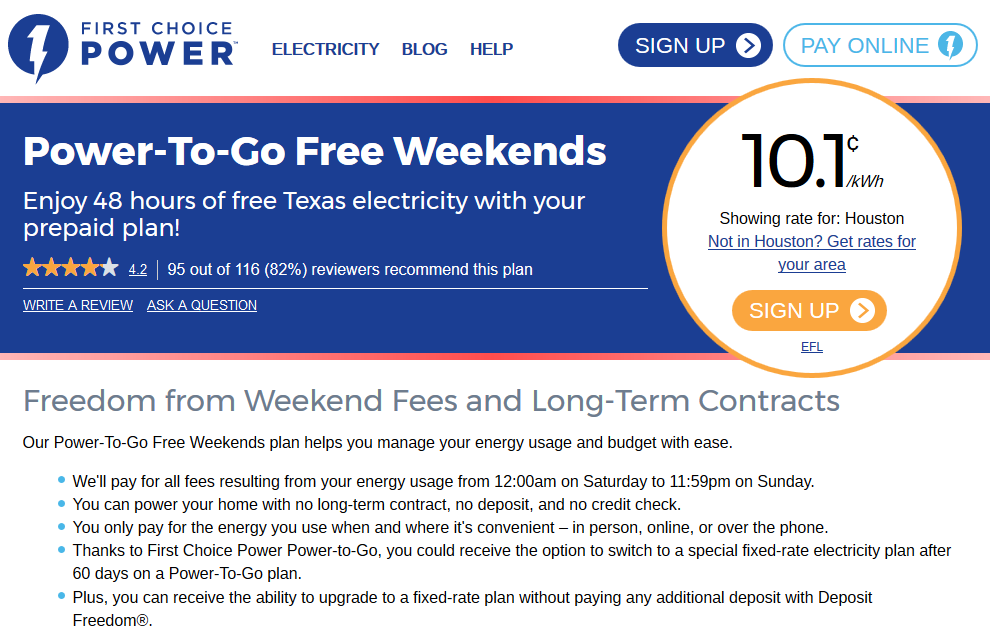 FIRST CHOICE
POWER™
ELECTRICITY BLOG HELP
SIGN UP
PAY ONLINE
Power-To-Go Free Weekends
Enjoy 48 hours of free Texas electricity with your
prepaid plan!
4.2 95 out of 116 (82%) reviewers recommend this plan
WRITE A REVIEW ASK A QUESTION
10.1¢
/kWh
Showing rate for: Houston
Not in Houston? Get rates for
your area
SIGN UP
EFL
Freedom from Weekend Fees and Long-Term Contracts
Our Power-To-Go Free Weekends plan helps you manage your energy usage and budget with ease.
We'll pay for all fees resulting from your energy usage from 12:00am on Saturday to 11:59pm on Sunday.
You can power your home with no long-term contract, no deposit, and no credit check.
You only pay for the energy you use when and where it's convenient – in person, online, or over the phone.
Thanks to First Choice Power Power-to-Go, you could receive the option to switch to a special fixed-rate electricity plan after
60 days on a Power-To-Go plan.
Plus, you can receive the ability to upgrade to a fixed-rate plan without paying any additional deposit with Deposit
Freedom®.